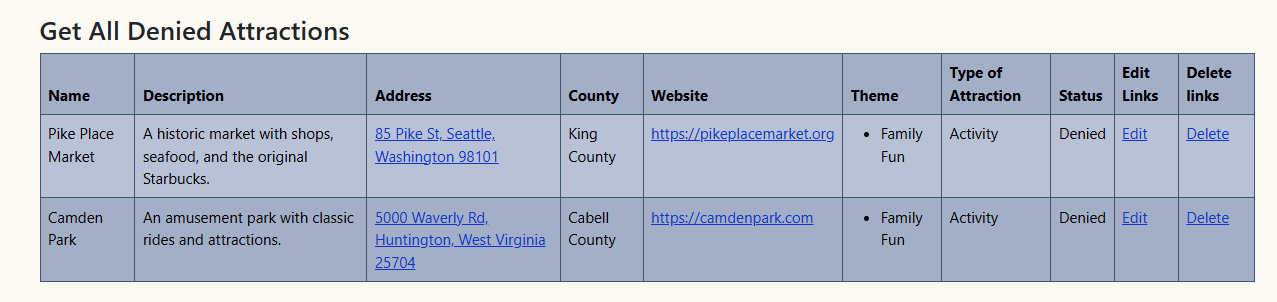 Get All Denied Attractions
Name Description Address County Website Theme Type of Attraction Status Edit Links Delete links
Pike Place Market A historic market with shops, seafood, and the original Starbucks. 85 Pike St, Seattle, Washington 98101 King County https://pikeplacemarket.org • Family Fun Activity Denied Edit Delete
Camden Park An amusement park with classic rides and attractions. 5000 Waverly Rd, Huntington, West Virginia 25704 Cabell County https://camdenpark.com • Family Fun Activity Denied Edit Delete